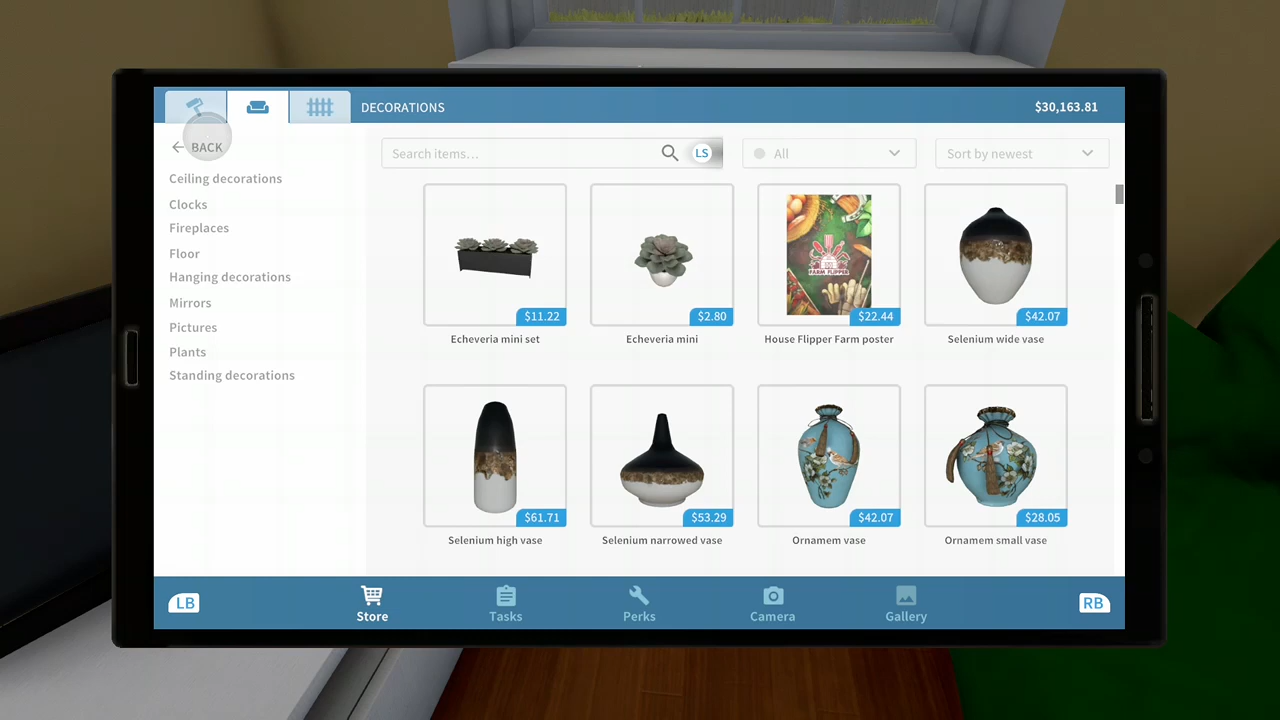 DECORATIONS
$30,163.81
BACK
Ceiling decorations
Clocks
Fireplaces
Floor
Hanging decorations
Mirrors
Pictures
Plants
Standing decorations
Search items...
LS
All
Sort by newest
$11.22
$2.80
FARM FLIPPER
$22.44
$42.07
Echeveria mini set
Echeveria mini
House Flipper Farm poster
Selenium wide vase
$61.71
$53.29
$42.07
$28.05
Selenium high vase
Selenium narrowed vase
Ornamem vase
Ornamem small vase
LB
Store
Tasks
Perks
Camera
Gallery
RB